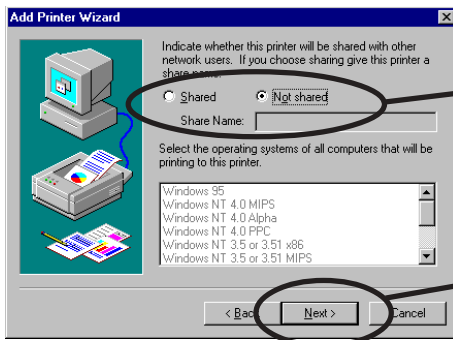 Add Printer Wizard
Indicate whether this printer will be shared with other
network users. If you choose sharing give this printer a
share name.
Shared Not shared
Share Name:
Select the operating systems of all computers that will be
printing to this printer.
Windows 95
Windows NT 4.0 MIPS
Windows NT 4.0 Alpha
Windows NT 4.0 PPC
Windows NT 3.5 or 3.51 x86
Windows NT 3.5 or 3.51 MIPS
< Back Next > Cancel